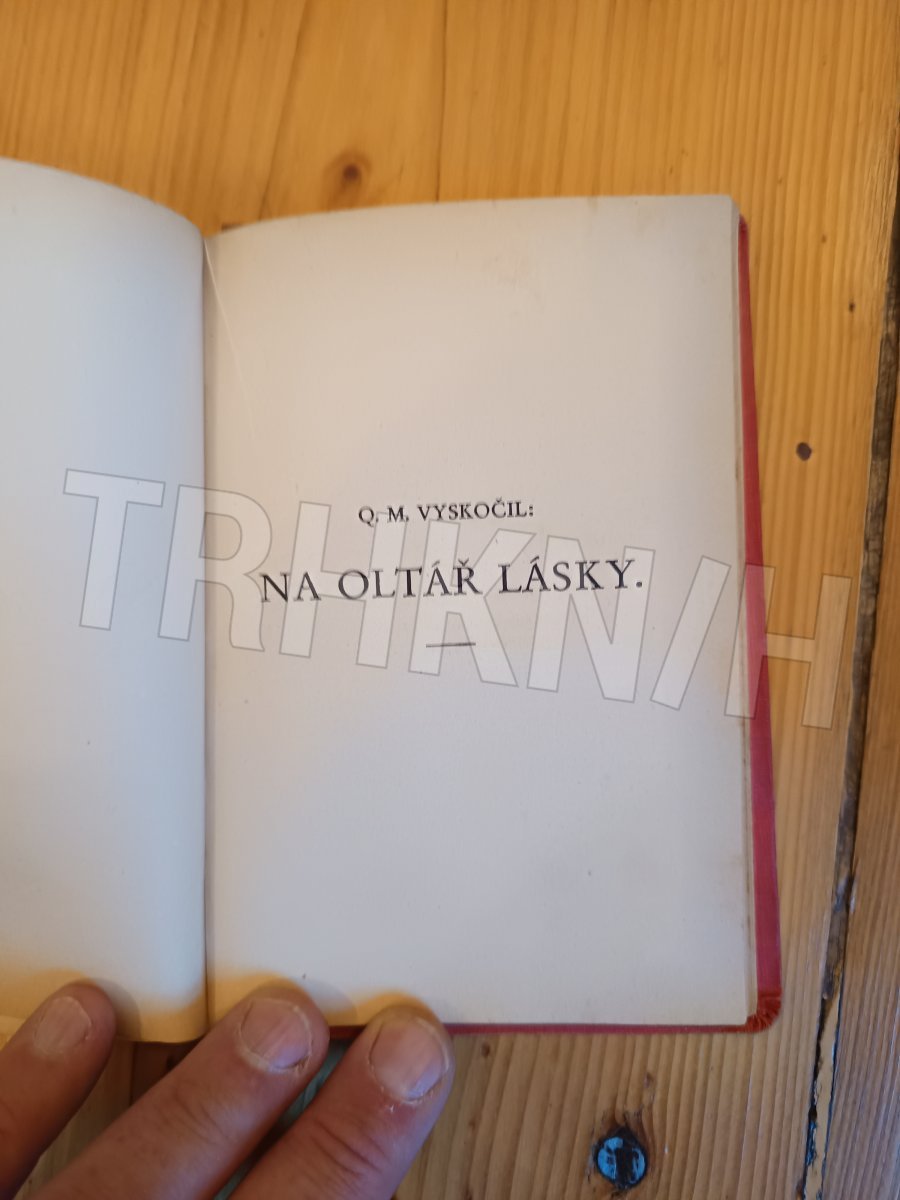 Q. M. VYSKOČIL:
NA OLTÁŘ LÁSKY.
TRHKNIH